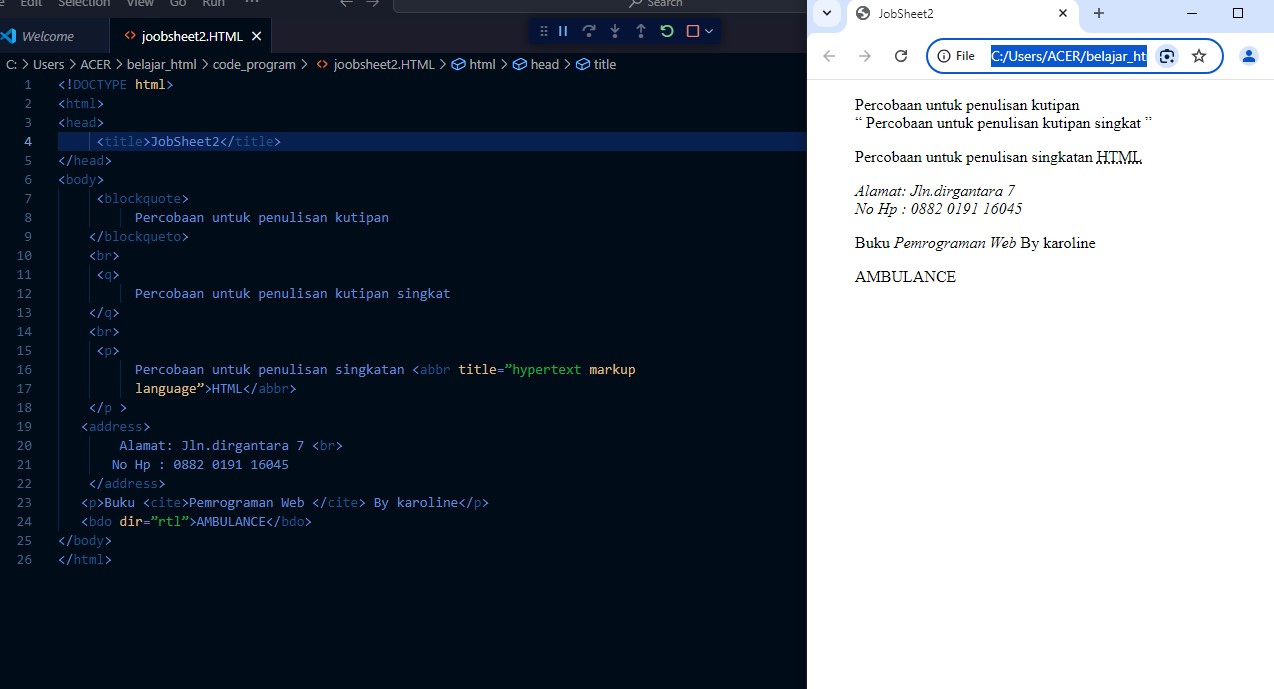 Edit Selection View Go Run ··· Search
Welcome joobsheet2.HTML
C: > Users > ACER > belajar_html > code_program > joobsheet2.HTML > html > head > title
1 <!DOCTYPE html>
2 <html>
3 <head>
4 <title>JobSheet2</title>
5 </head>
6 <body>
7 <blockquote>
8 Percobaan untuk penulisan kutipan
9 </blockqueto>
10 <br>
11 <q>
12 Percobaan untuk penulisan kutipan singkat
13 </q>
14 <br>
15 <p>
16 Percobaan untuk penulisan singkatan <abbr title=”hypertext markup
17 language”>HTML</abbr>
18 </p >
19 <address>
20 Alamat: Jln.dirgantara 7 <br>
21 No Hp : 0882 0191 16045
22 </address>
23 <p>Buku <cite>Pemrograman Web </cite> By karoline</p>
24 <bdo dir=”rtl”>AMBULANCE</bdo>
25 </body>
26 </html>
JobSheet2
File C:/Users/ACER/belajar_ht
Percobaan untuk penulisan kutipan
“ Percobaan untuk penulisan kutipan singkat ”
Percobaan untuk penulisan singkatan HTML
Alamat: Jln.dirgantara 7
No Hp : 0882 0191 16045
Buku Pemrograman Web By karoline
AMBULANCE